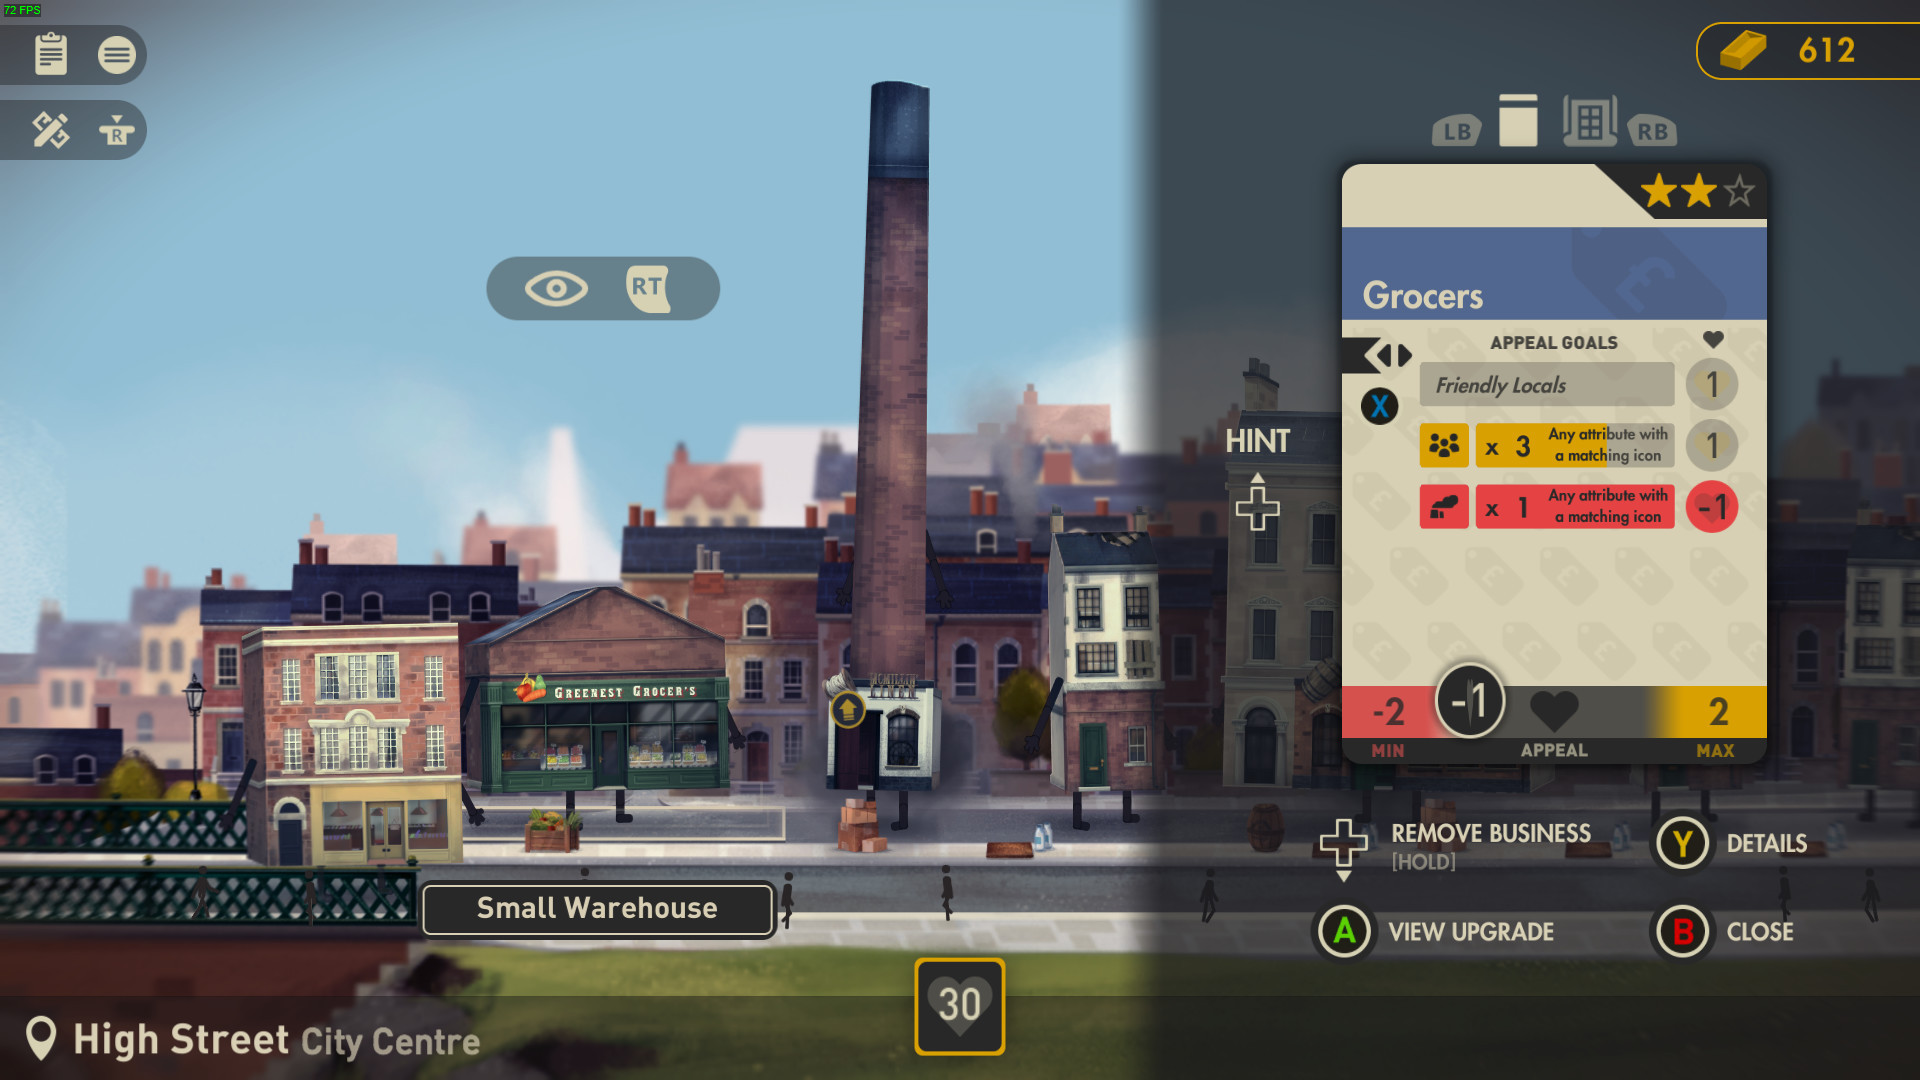 72 FPS
R
612
LB
RB
RT
Grocers
APPEAL GOALS
Friendly Locals
1
X
x 3
Any attribute with
a matching icon
1
x 1
Any attribute with
a matching icon
-1
HINT
-2
-1
2
MIN
APPEAL
MAX
GREENEST GROCER'S
REMOVE BUSINESS
[HOLD]
Y
DETAILS
A
VIEW UPGRADE
B
CLOSE
Small Warehouse
30
High Street City Centre